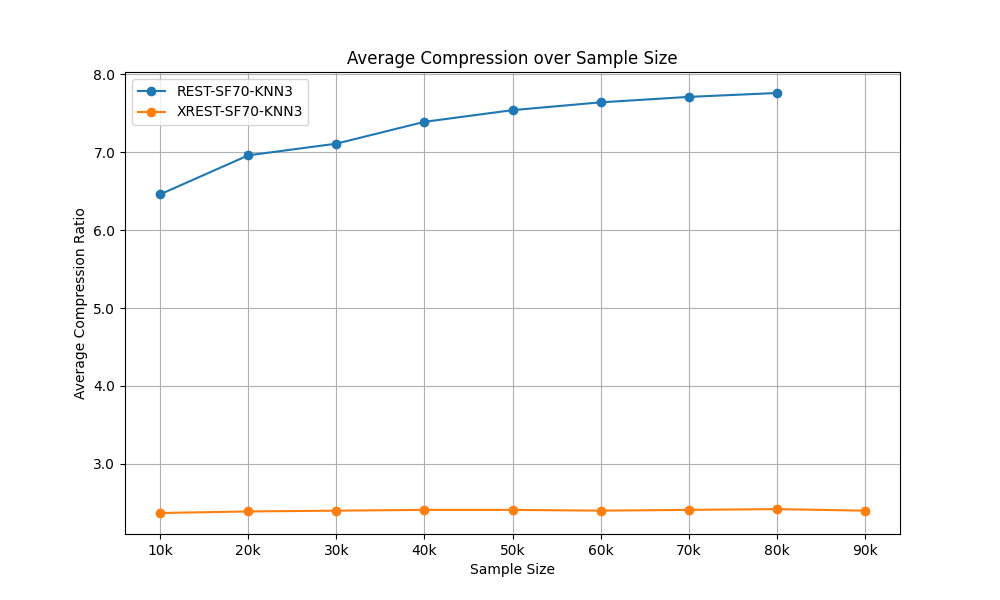 Average Compression over Sample Size
REST-SF70-KNN3
XREST-SF70-KNN3
Average Compression Ratio
8.0
7.0
6.0
5.0
4.0
3.0
10k 20k 30k 40k 50k 60k 70k 80k 90k
Sample Size